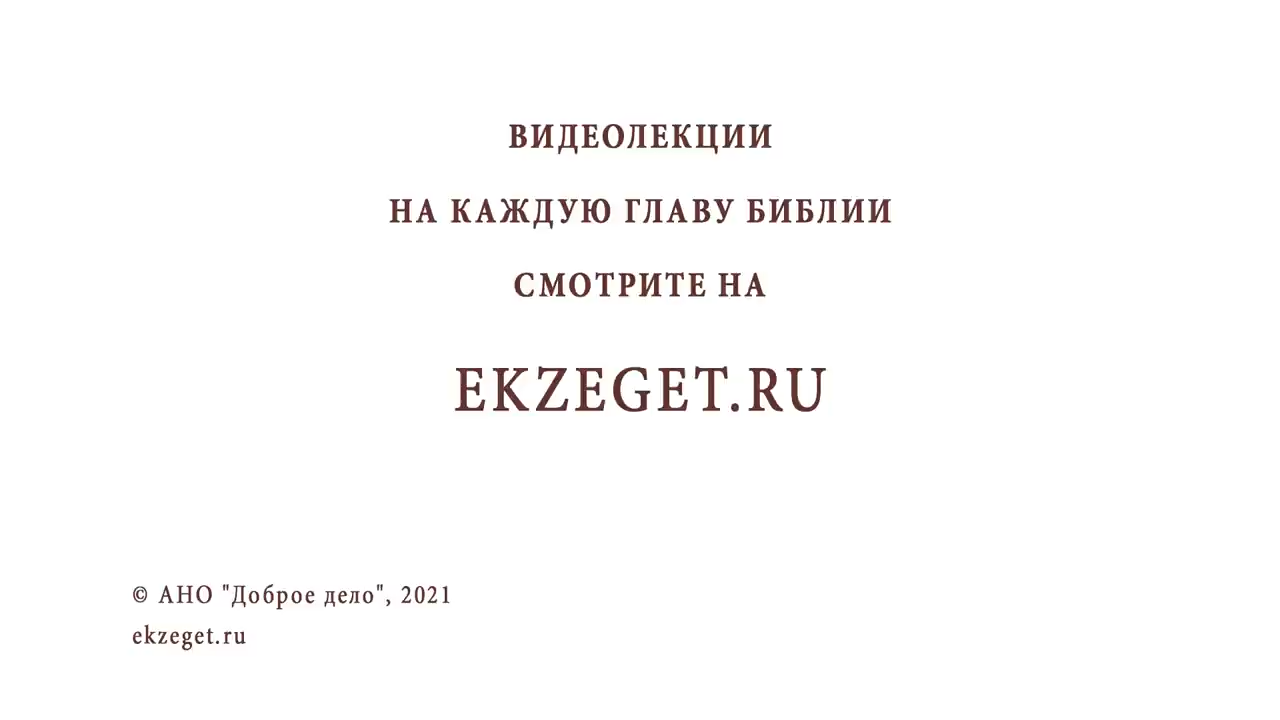 ВИДЕОЛЕКЦИИ
НА КАЖДУЮ ГЛАВУ БИБЛИИ
СМОТРИТЕ НА
EKZEGET.RU
© АНО "Доброе дело", 2021
ekzeget.ru